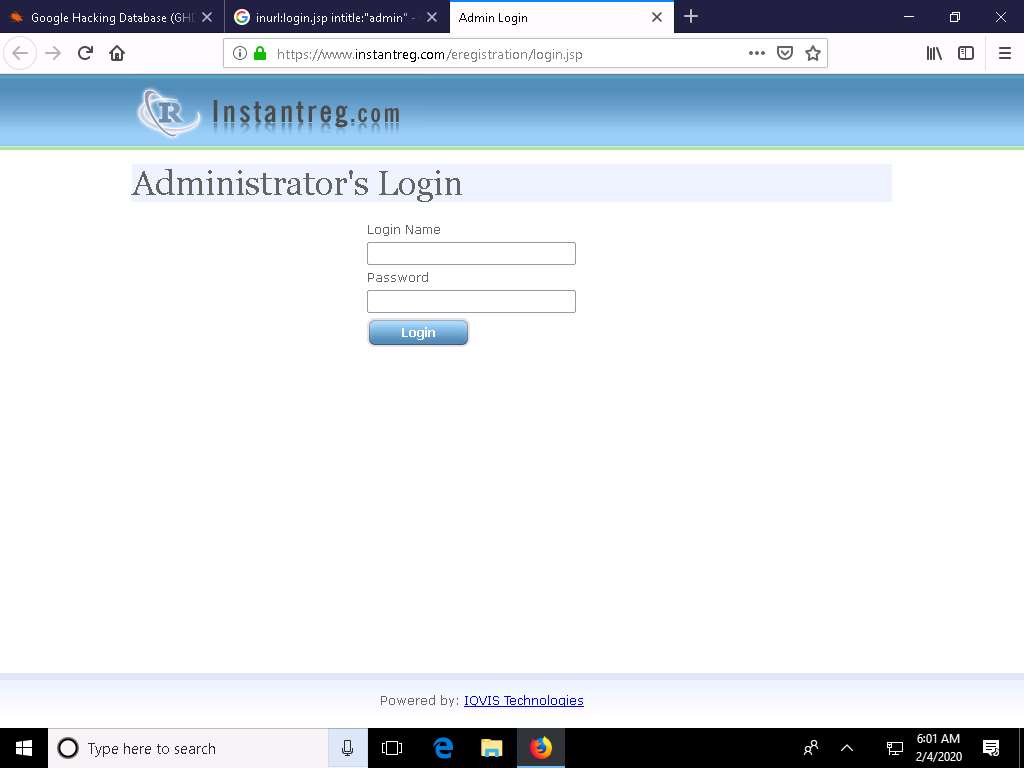 Google Hacking Database (GHD
inurl:login.jsp intitle:"admin" -
Admin Login
https://www.instantreg.com/eregistration/login.jsp
R Instantreg.com
Administrator's Login
Login Name
Password
Login
Powered by: IQVIS Technologies
Type here to search
6:01 AM
2/4/2020